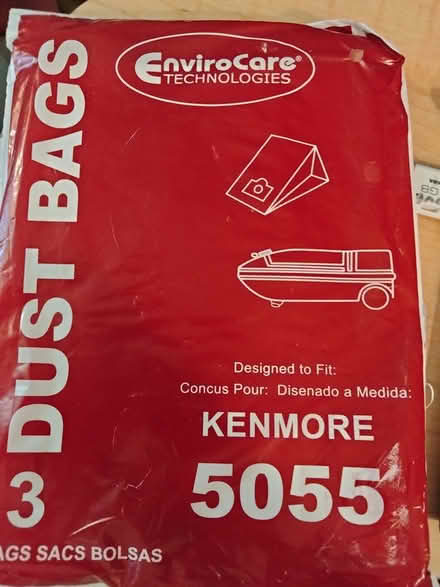 EnviroCare®
TECHNOLOGIES
3 DUST BAGS
Designed to Fit:
Concus Pour: Disenado a Medida:
KENMORE
5055
AGS SACS BOLSAS